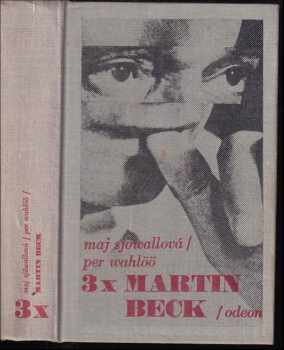 maj sjöwallová /
per wahlöö
3x MARTIN
BECK / odeon
maj sjöwallová / per wahlöö /
MARTIN BECK
3x